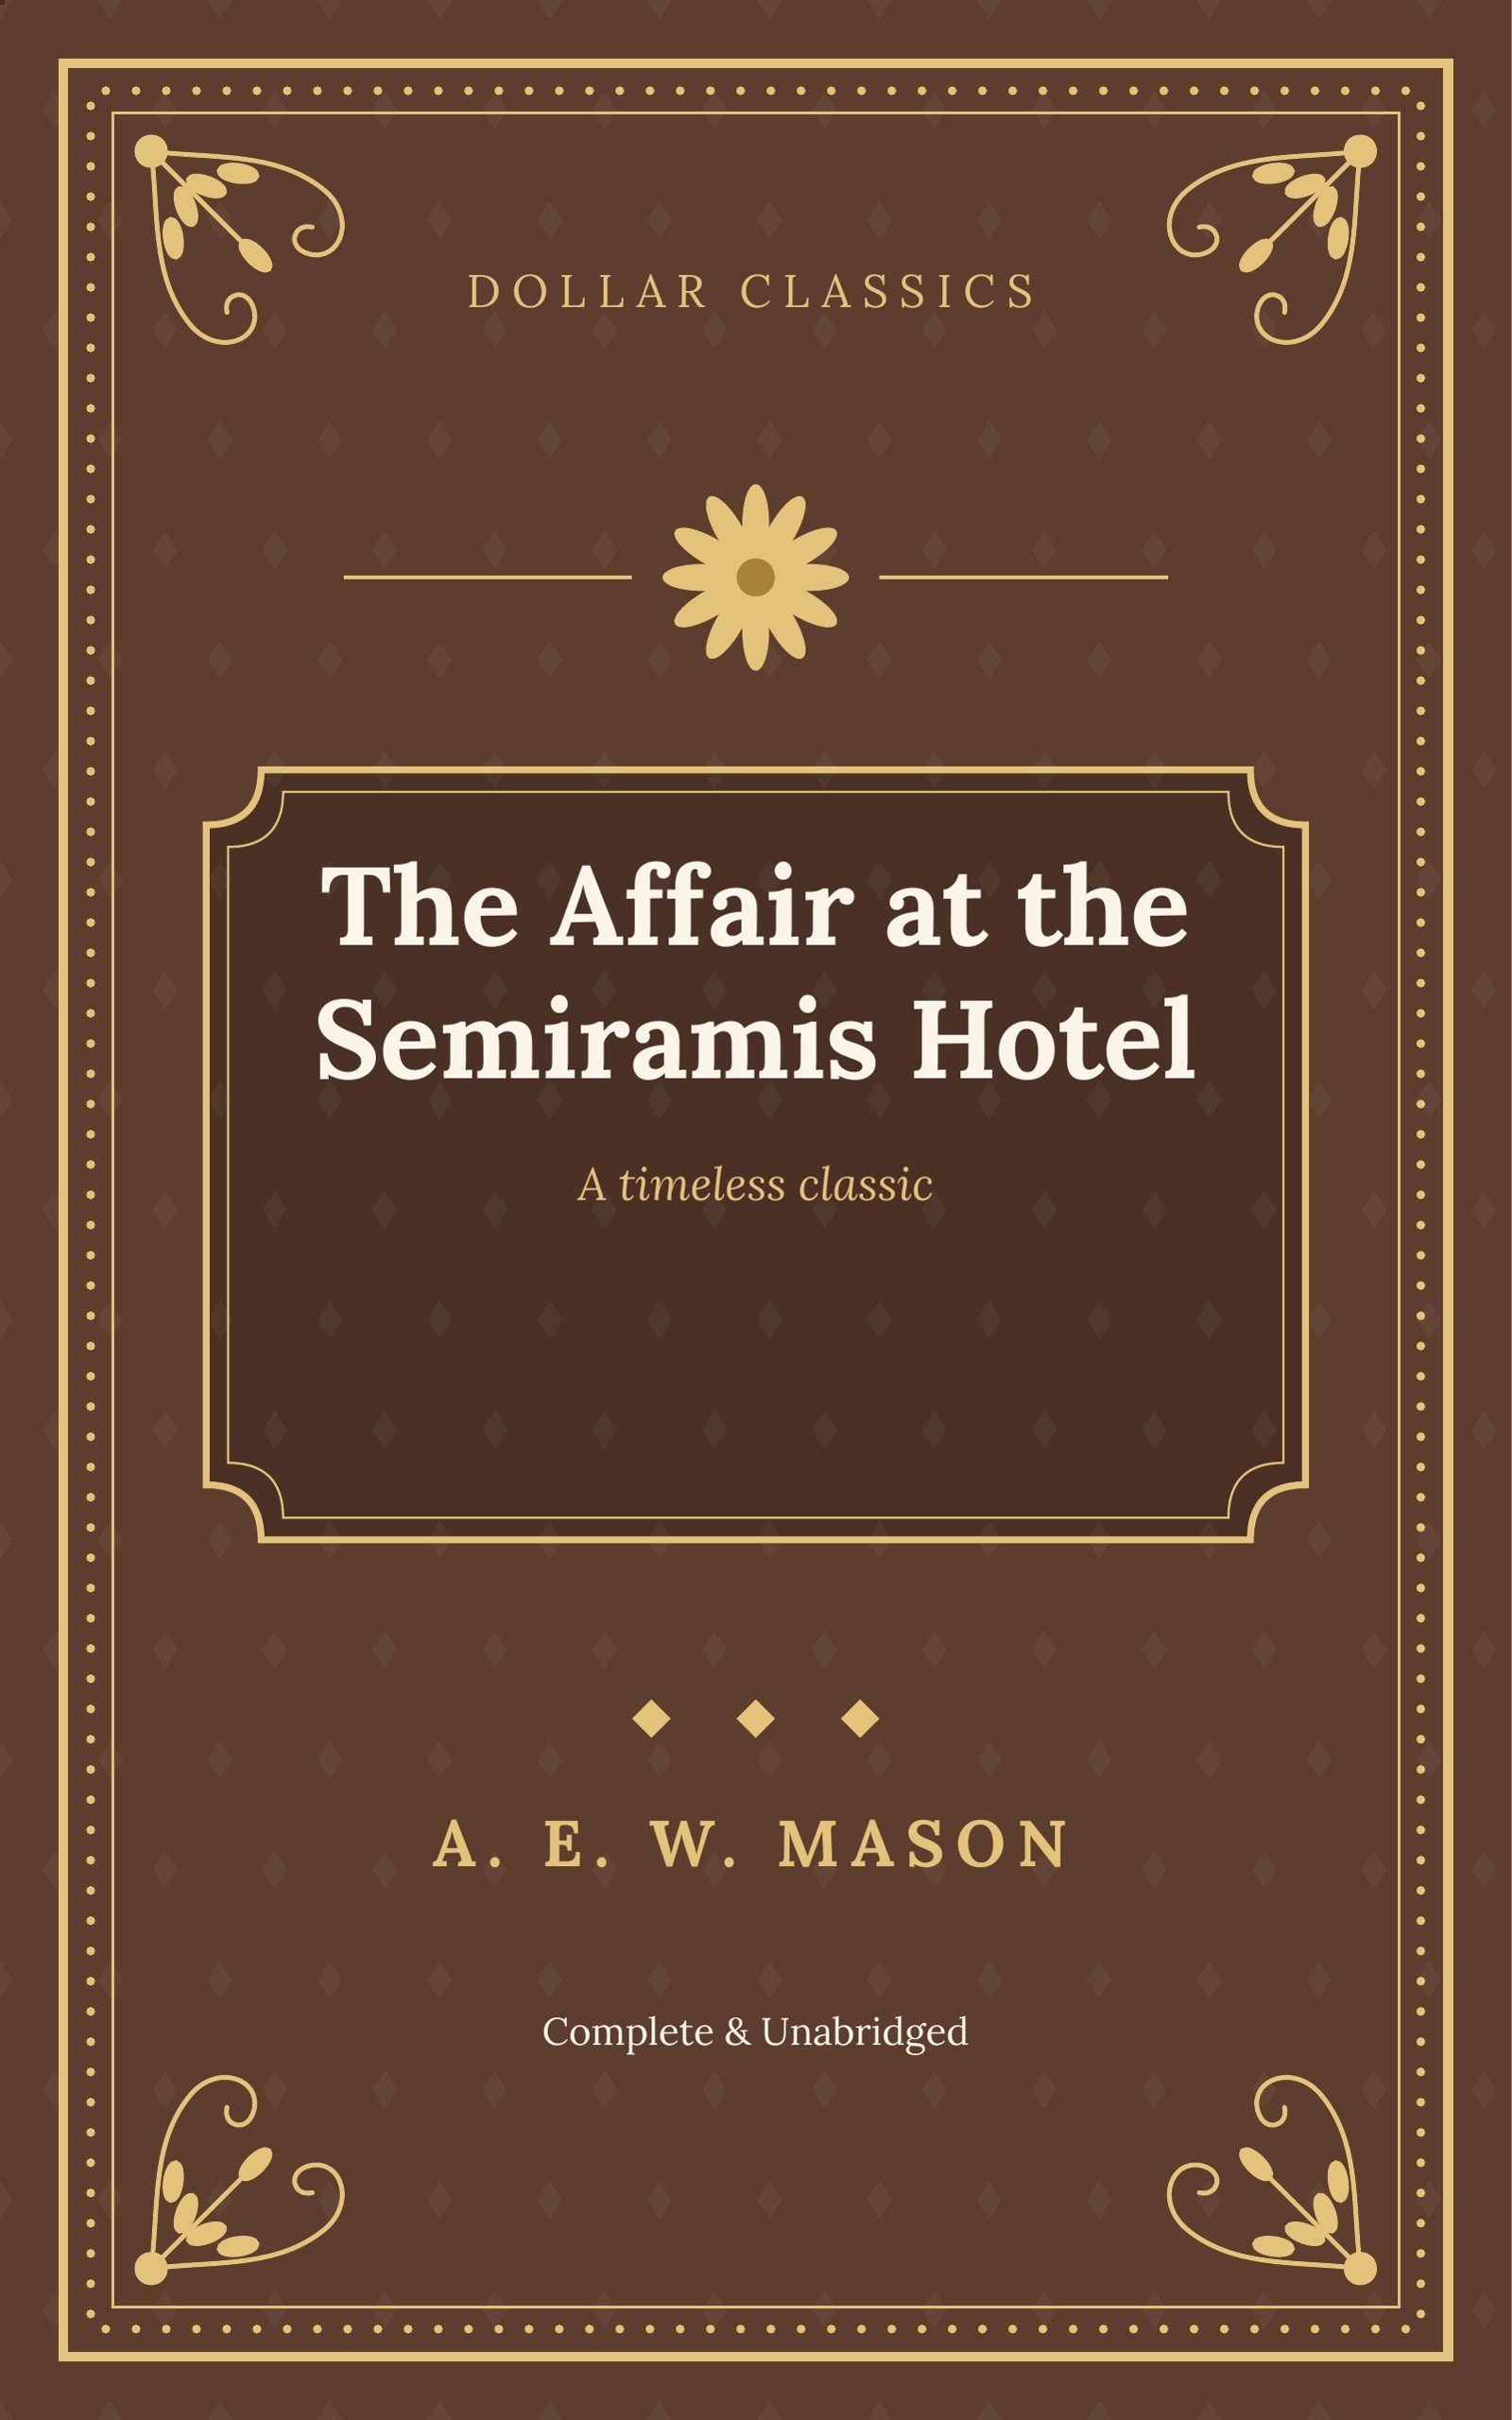 DOLLAR CLASSICS
The Affair at the
Semiramis Hotel
A timeless classic
A. E. W. MASON
Complete & Unabridged